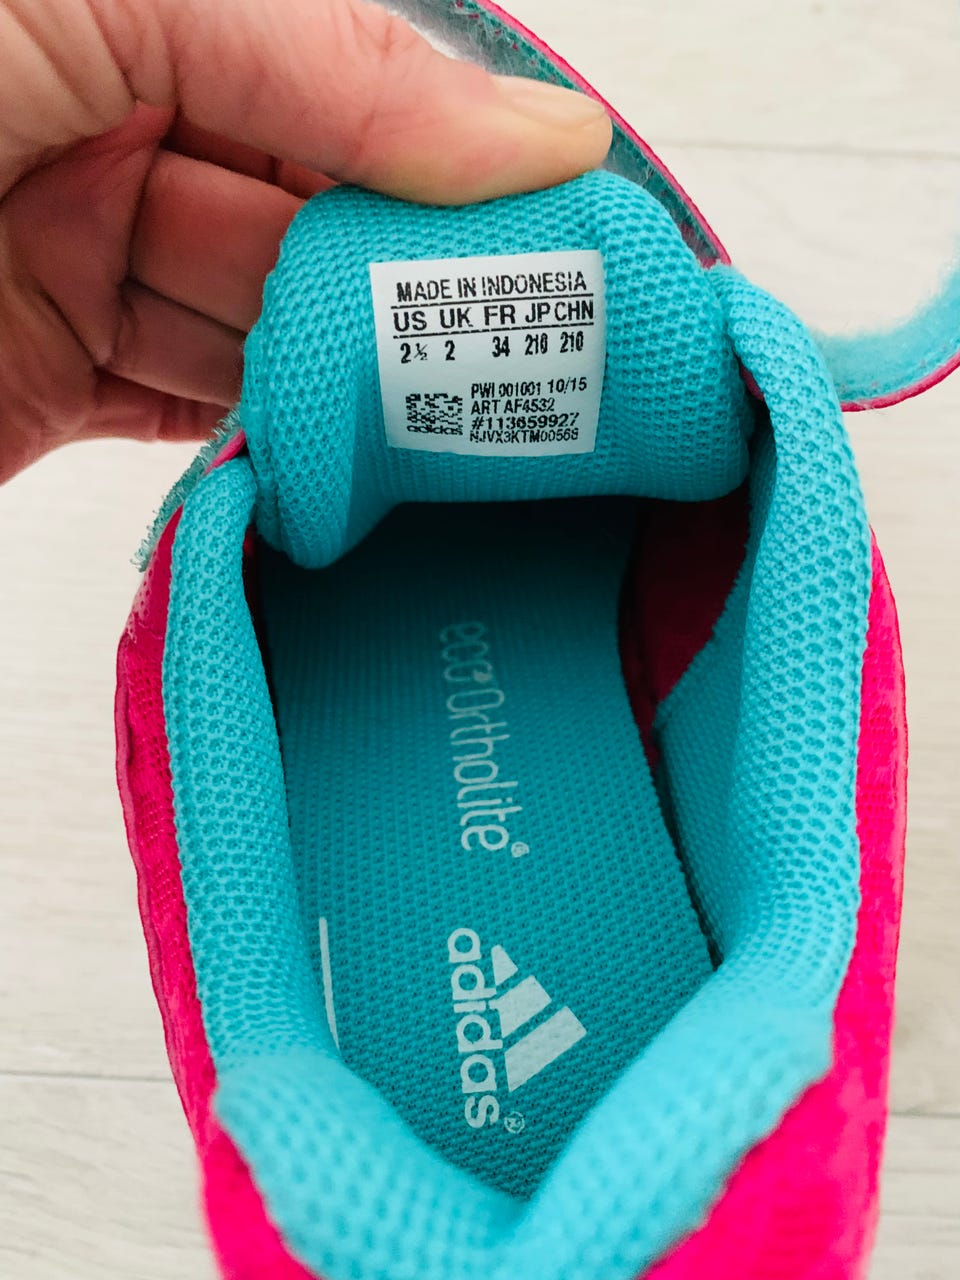 MADE IN INDONESIA
US UK FR JP CHN
2½ 2 34 210 210
PWI 001001 10/15
ART AF4532
#113659927
adidas
NJVX3KTM00568
eco Ortholite®
adidas®